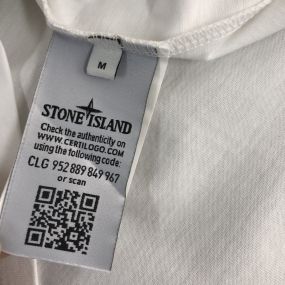 M
STONE ISLAND
Check the authenticity on
WWW.CERTILOGO.COM
using the following code:
CLG 952 889 849 967
or scan